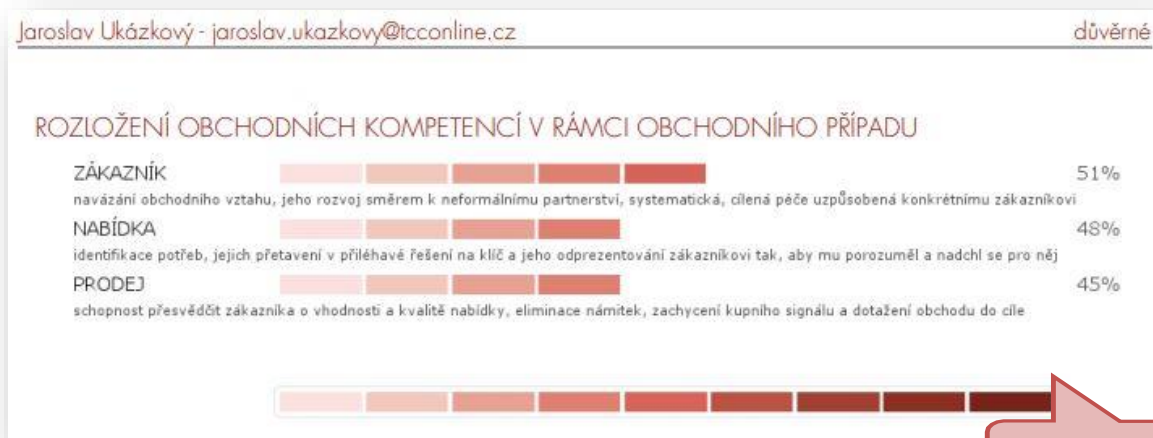 Jaroslav Ukázkový - jaroslav.ukazkovy@tcconline.cz důvěrné
ROZLOŽENÍ OBCHODNÍCH KOMPETENCÍ V RÁMCI OBCHODNÍHO PŘÍPADU
ZÁKAZNÍK 51%
navázání obchodního vztahu, jeho rozvoj směrem k neformálnímu partnerství, systematická, cílená péče uzpůsobená konkrétnímu zákazníkovi
NABÍDKA 48%
identifikace potřeb, jejich přetavení v přiléhavé řešení na klíč a jeho odprezentování zákazníkovi tak, aby mu porozuměl a nadchl se pro něj
PRODEJ 45%
schopnost přesvědčit zákazníka o vhodnosti a kvalitě nabídky, eliminace námitek, zachycení kupního signálu a dotažení obchodu do cíle